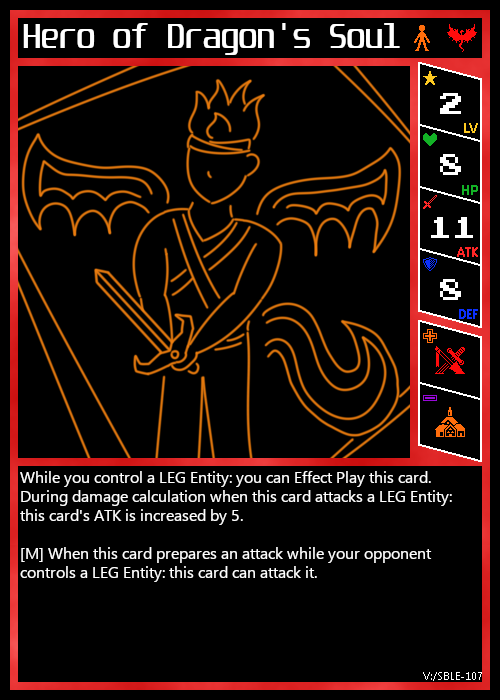 Hero of Dragon's Soul
2
LV
8
HP
11
ATK
8
DEF
While you control a LEG Entity: you can Effect Play this card.
During damage calculation when this card attacks a LEG Entity:
this card's ATK is increased by 5.
[M] When this card prepares an attack while your opponent
controls a LEG Entity: this card can attack it.
V:/SBLE-107